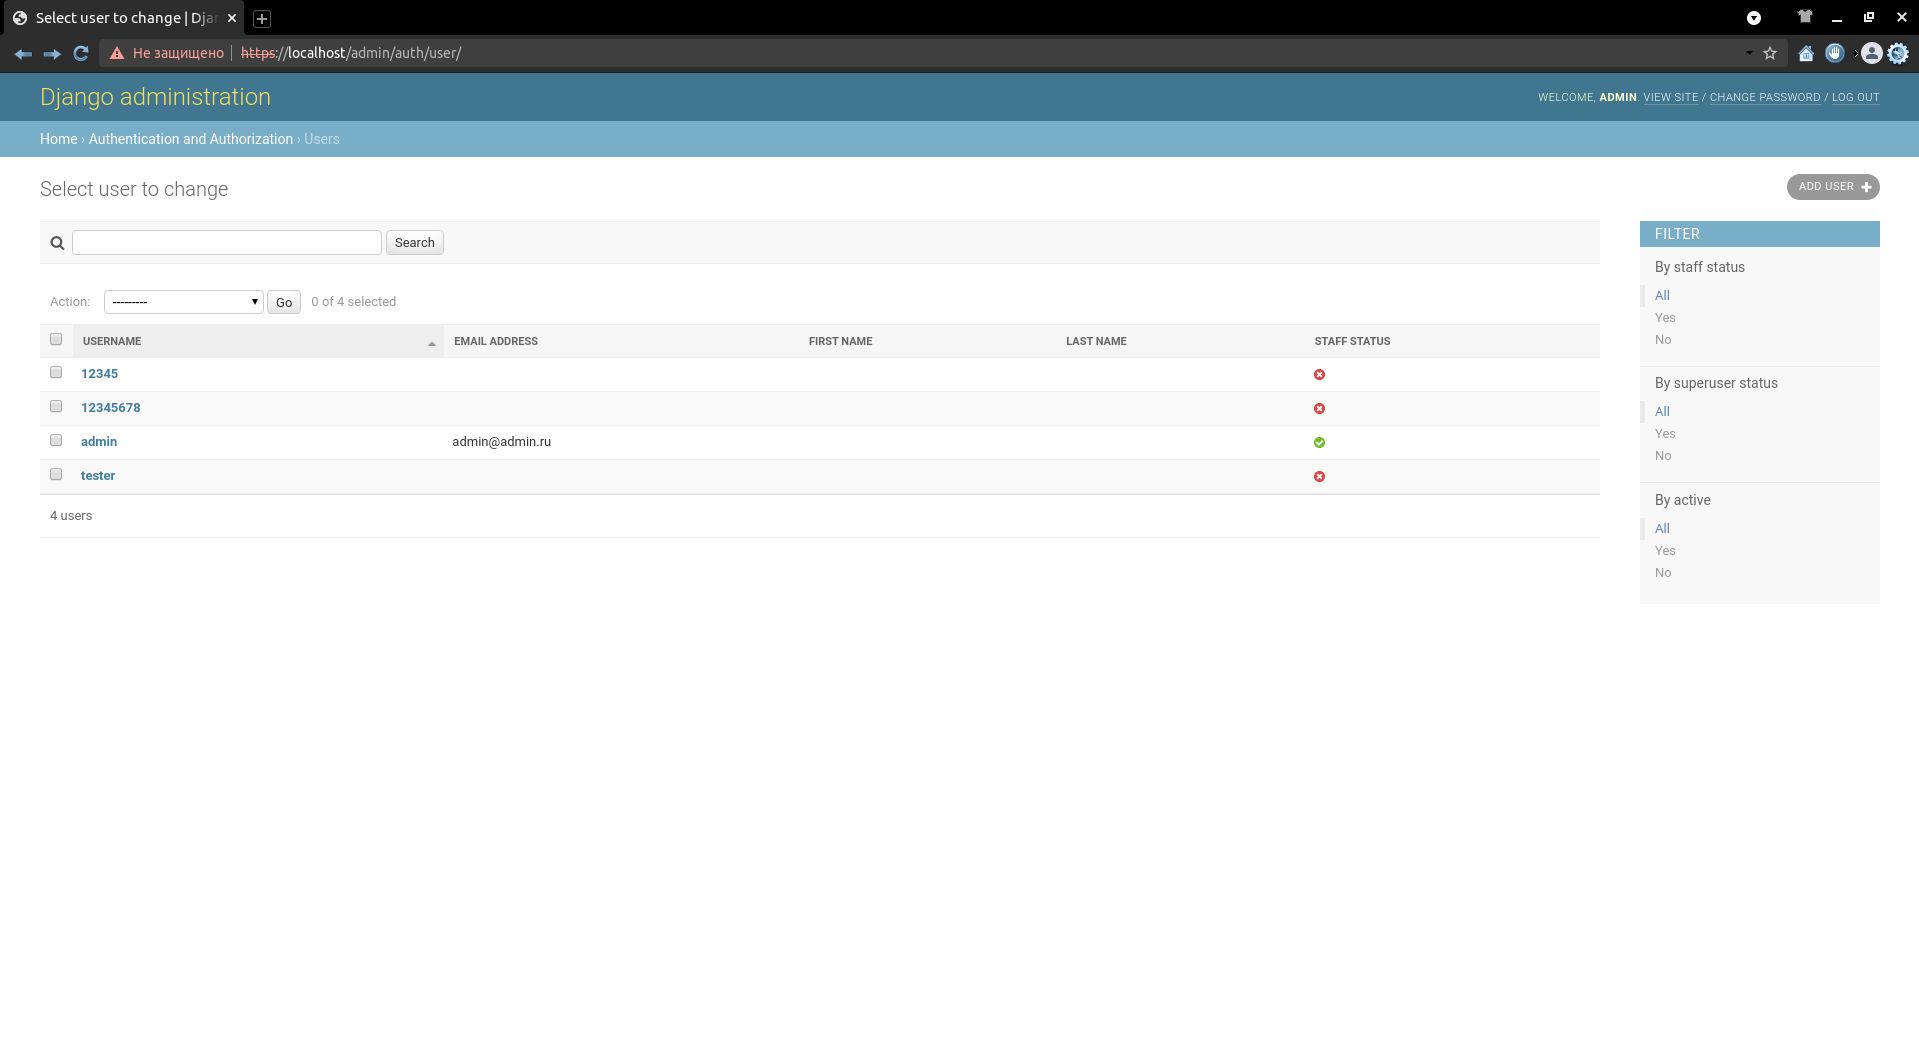 Select user to change | Dja
Не защищено | https://localhost/admin/auth/user/
Django administration
WELCOME, ADMIN. VIEW SITE / CHANGE PASSWORD / LOG OUT
Home › Authentication and Authorization › Users
Select user to change
ADD USER +
Search
Action: --------- Go 0 of 4 selected
USERNAME EMAIL ADDRESS FIRST NAME LAST NAME STAFF STATUS
12345
12345678
admin admin@admin.ru
tester
4 users
FILTER
By staff status
All
Yes
No
By superuser status
All
Yes
No
By active
All
Yes
No